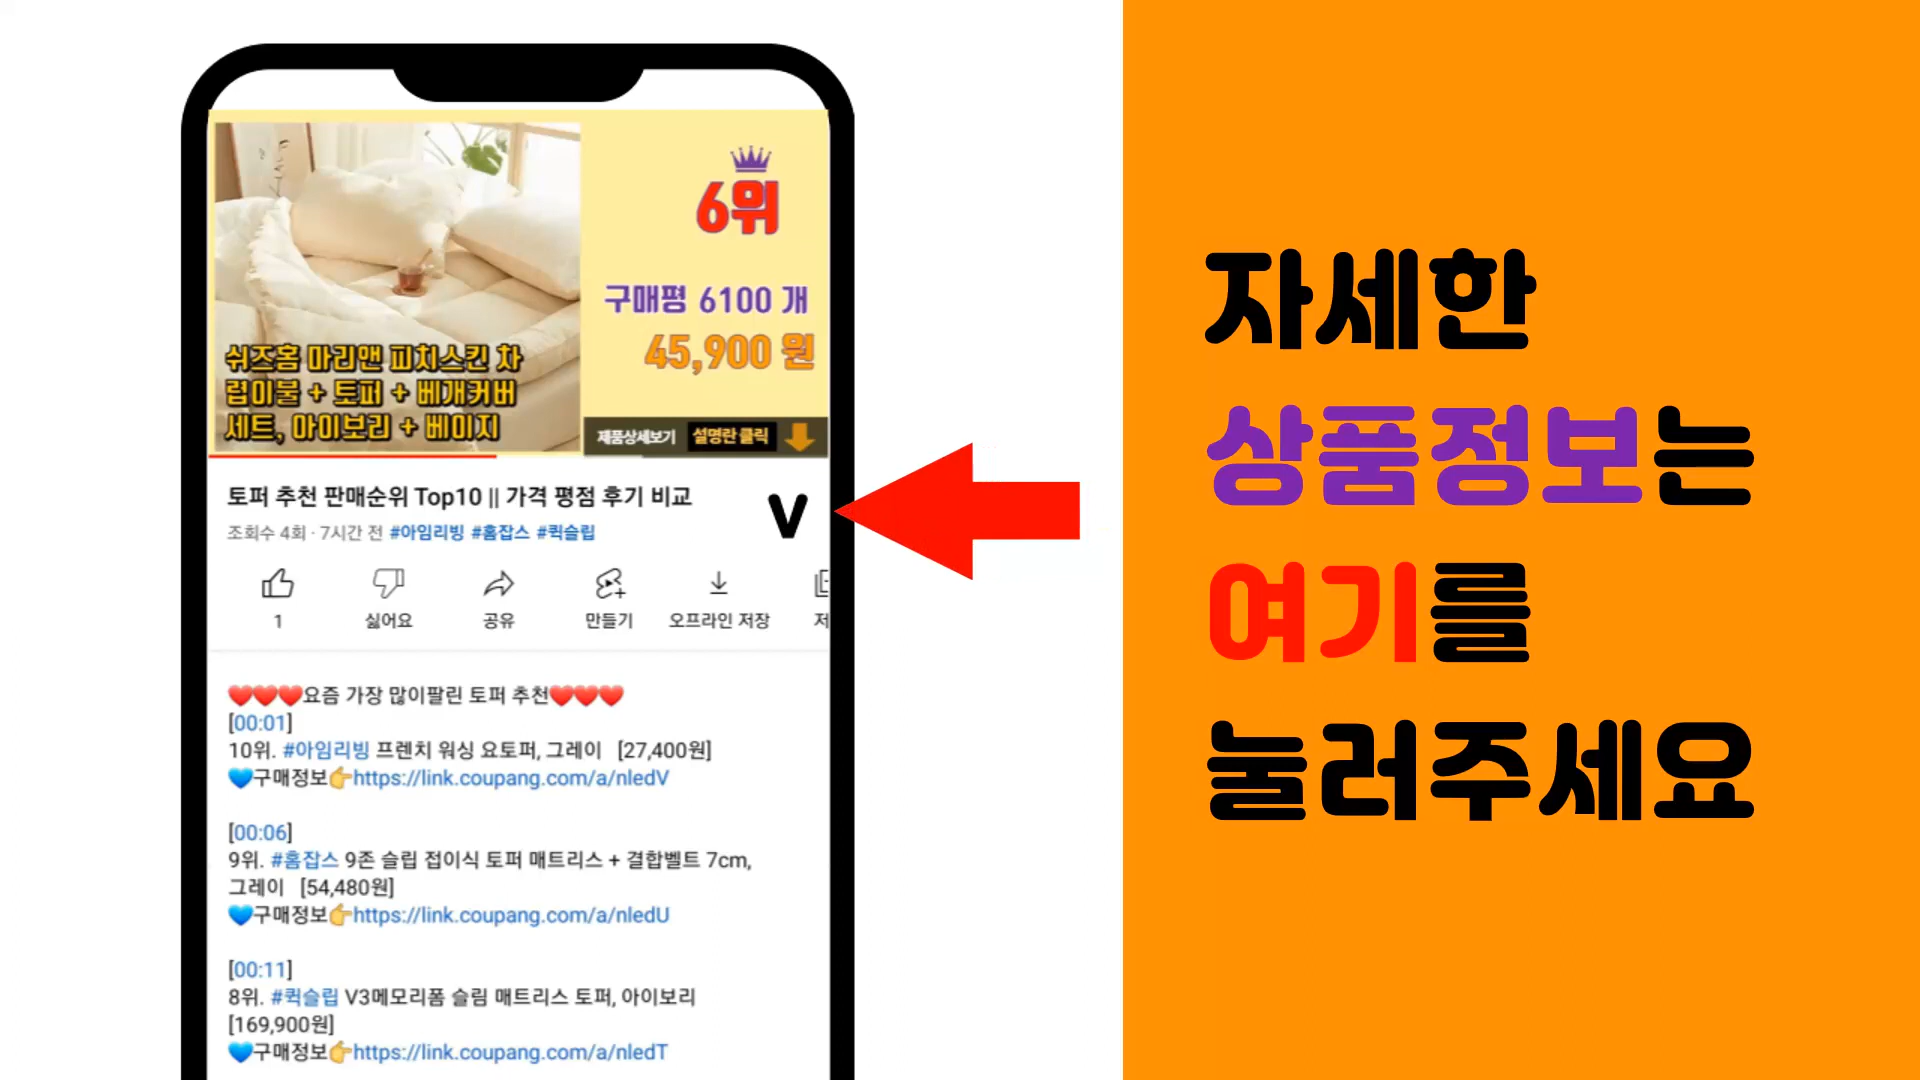 6위
구매평 6100 개
45,900 원
쉬즈홈 마리앤 피치스킨 차
렵이불 + 토퍼 + 베개커버
세트, 아이보리 + 베이지
제품상세보기 설명란 클릭
토퍼 추천 판매순위 Top10 || 가격 평점 후기 비교
V
조회수 4회 · 7시간 전 #아임리빙 #홈잡스 #퀵슬립
1 싫어요 공유 만들기 오프라인 저장 저
❤️❤️❤️요즘 가장 많이팔린 토퍼 추천❤️❤️❤️
[00:01]
10위. #아임리빙 프렌치 워싱 요토퍼, 그레이 [27,400원]
💙구매정보👉https://link.coupang.com/a/nledV
[00:06]
9위. #홈잡스 9존 슬립 접이식 토퍼 매트리스 + 결합벨트 7cm,
그레이 [54,480원]
💙구매정보👉https://link.coupang.com/a/nledU
[00:11]
8위. #퀵슬립 V3메모리폼 슬림 매트리스 토퍼, 아이보리
[169,900원]
💙구매정보👉https://link.coupang.com/a/nledT
자세한
상품정보는
여기를
눌러주세요